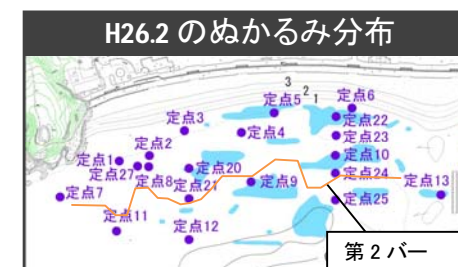 H26.2 のぬかるみ分布
3
2
1
定点5
定点6
定点3
定点22
定点4
定点23
定点2
定点10
定点1
定点20
定点24
定点27
定点8
定点21
定点9
定点13
定点7
定点25
定点11
定点12
第2バー